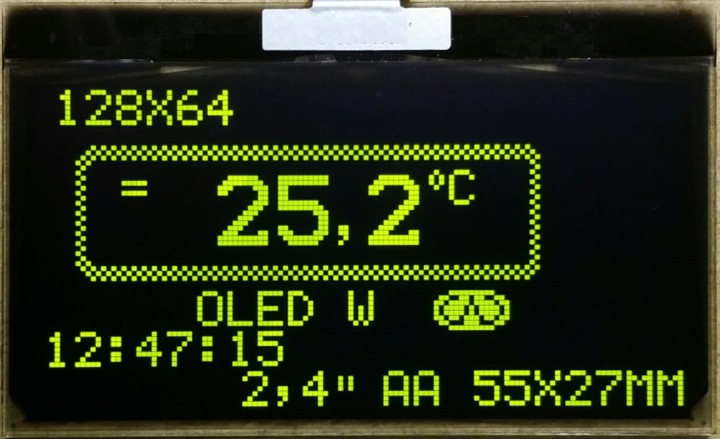 128X64
= 25,2°C
OLED W
12:47:15
2,4" AA 55X27MM